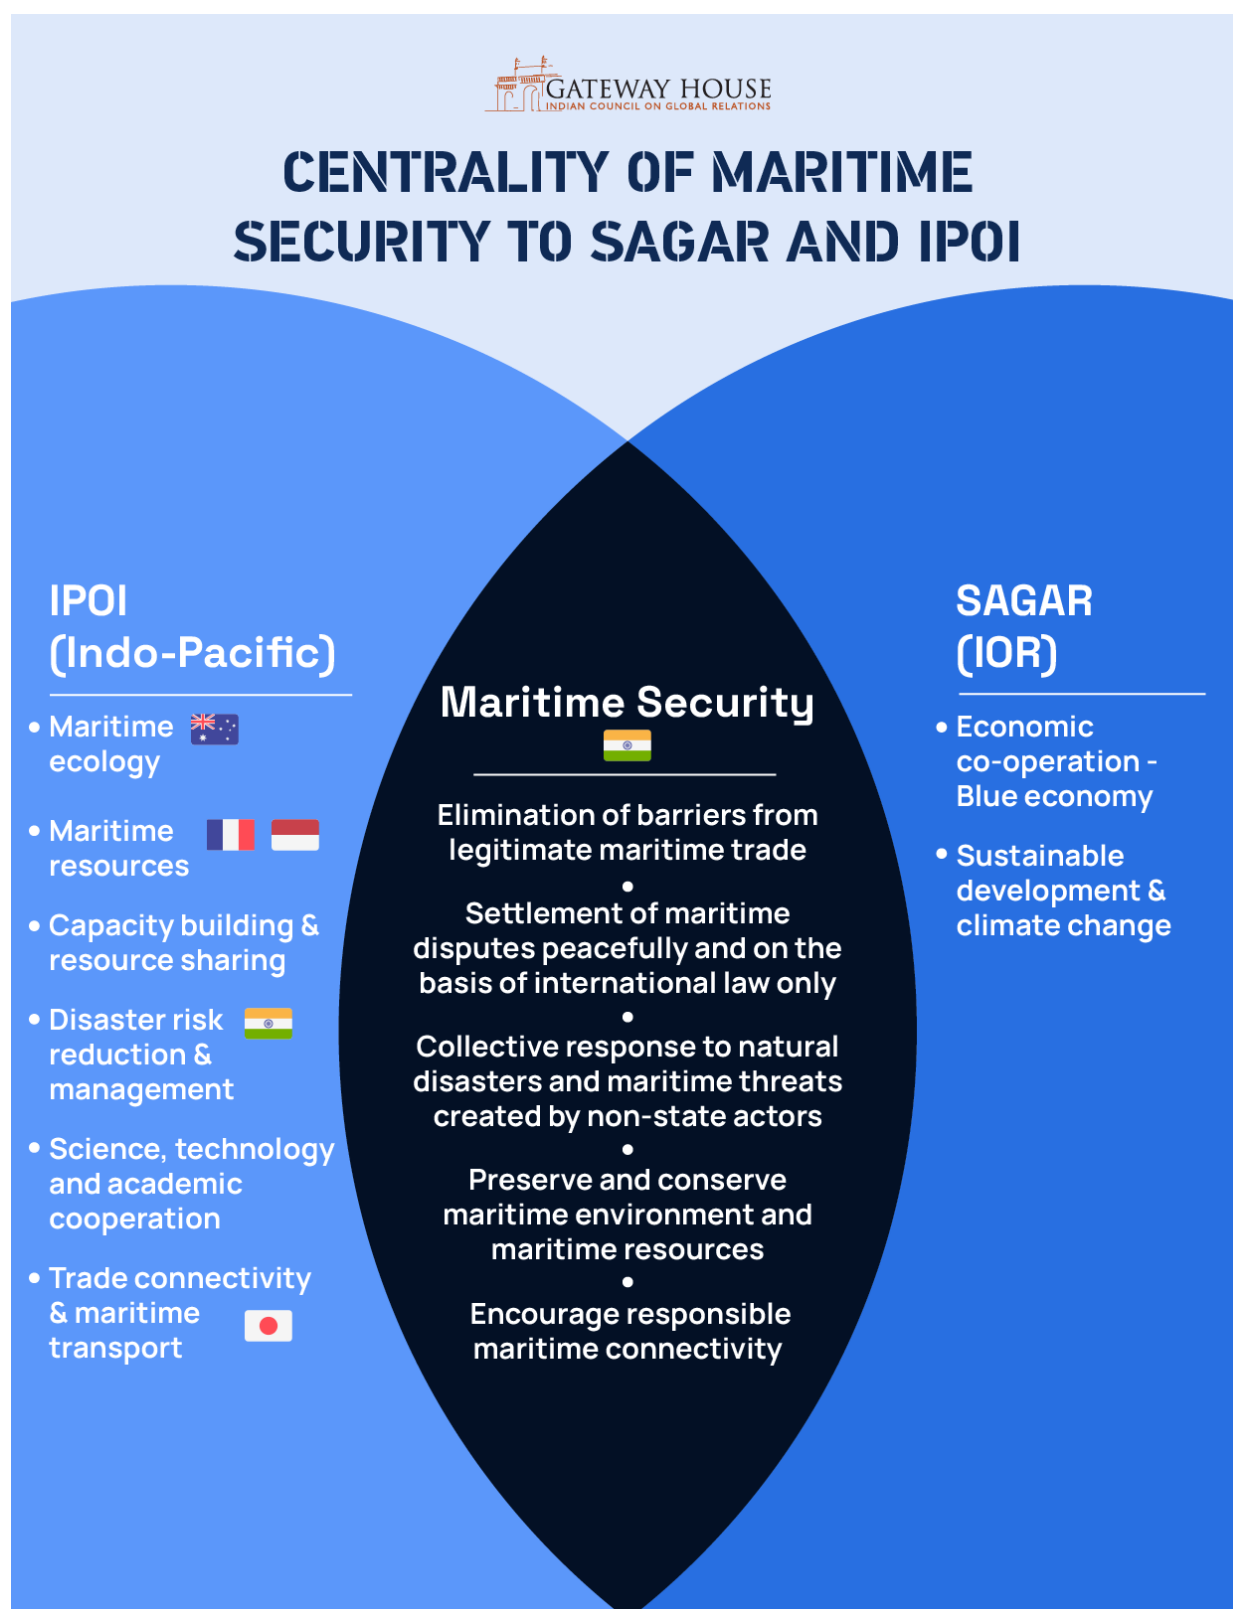 GATEWAY HOUSE
INDIAN COUNCIL ON GLOBAL RELATIONS
CENTRALITY OF MARITIME
SECURITY TO SAGAR AND IPOI
IPOI
(Indo-Pacific)
• Maritime
ecology
• Maritime
resources
• Capacity building &
resource sharing
• Disaster risk
reduction &
management
• Science, technology
and academic
cooperation
• Trade connectivity
& maritime
transport
Maritime Security
Elimination of barriers from
legitimate maritime trade
•
Settlement of maritime
disputes peacefully and on the
basis of international law only
•
Collective response to natural
disasters and maritime threats
created by non-state actors
•
Preserve and conserve
maritime environment and
maritime resources
•
Encourage responsible
maritime connectivity
SAGAR
(IOR)
• Economic
co-operation -
Blue economy
• Sustainable
development &
climate change